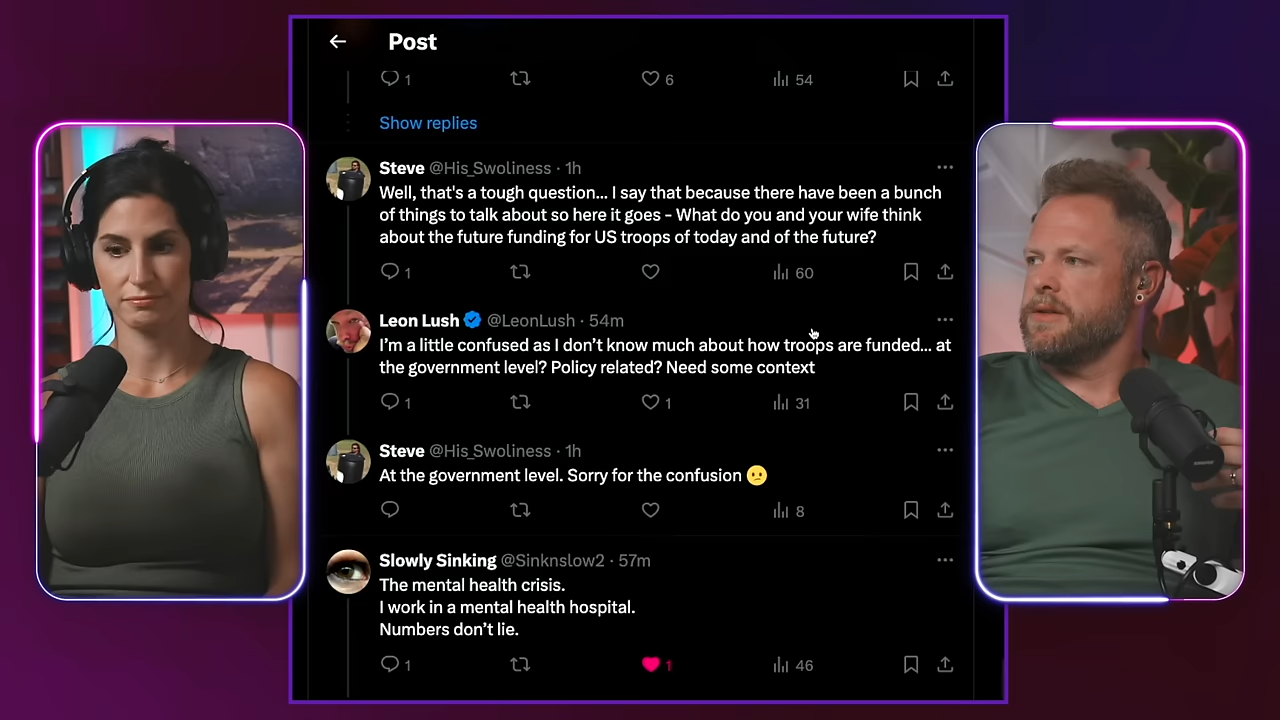 Post
1
6
54
Show replies
Steve @His_Swoliness · 1h
Well, that's a tough question... I say that because there have been a bunch
of things to talk about so here it goes - What do you and your wife think
about the future funding for US troops of today and of the future?
1
60
Leon Lush @LeonLush · 54m
I'm a little confused as I don't know much about how troops are funded... at
the government level? Policy related? Need some context
1
1
31
Steve @His_Swoliness · 1h
At the government level. Sorry for the confusion 🫤
8
Slowly Sinking @Sinknslow2 · 57m
The mental health crisis.
I work in a mental health hospital.
Numbers don't lie.
1
1
46